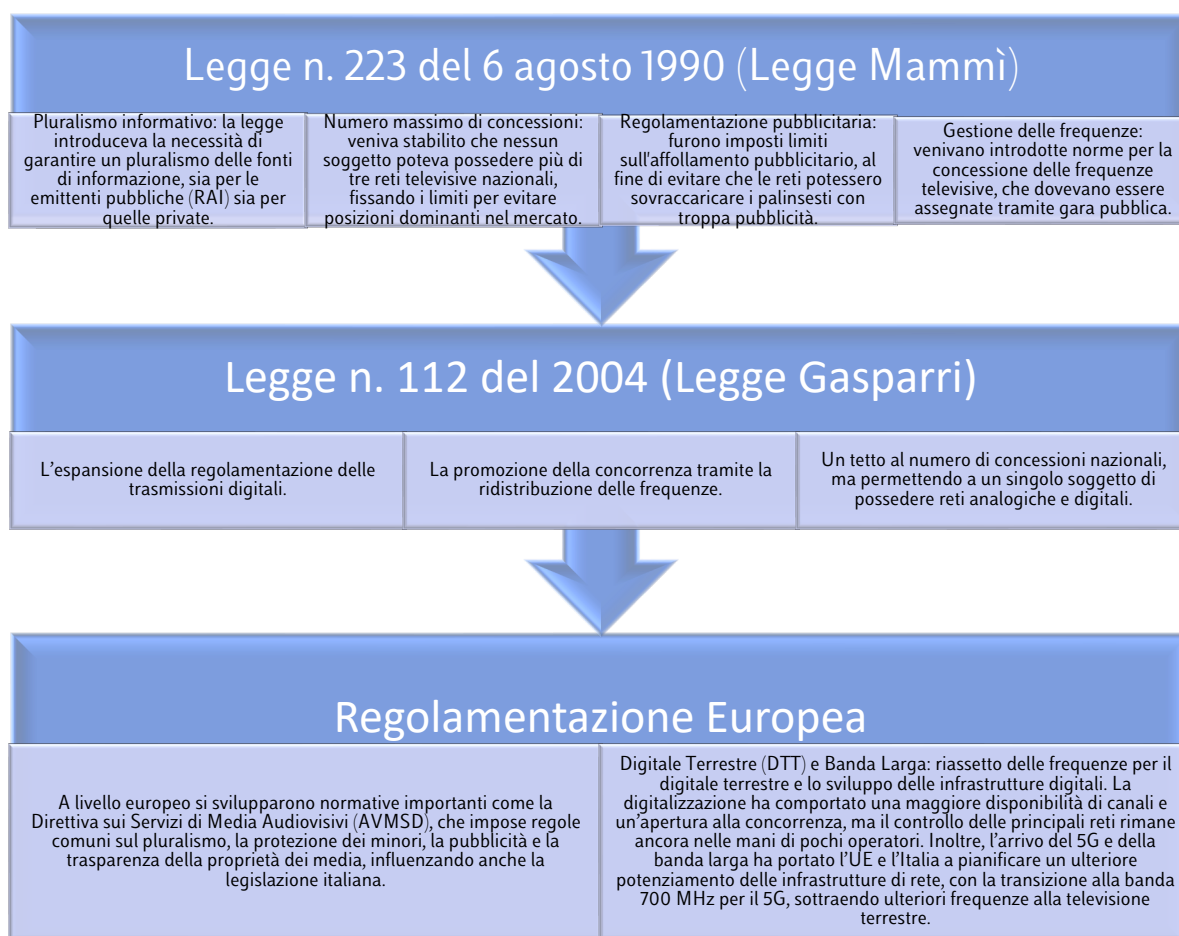 Legge n. 223 del 6 agosto 1990 (Legge Mammì)
Pluralismo informativo: la legge
introduceva la necessità di
garantire un pluralismo delle fonti
di informazione, sia per le
emittenti pubbliche (RAI) sia per
quelle private.
Numero massimo di concessioni:
veniva stabilito che nessun
soggetto poteva possedere più di
tre reti televisive nazionali,
fissando i limiti per evitare
posizioni dominanti nel mercato.
Regolamentazione pubblicitaria:
furono imposti limiti
sull'affollamento pubblicitario, al
fine di evitare che le reti potessero
sovraccaricare i palinsesti con
troppa pubblicità.
Gestione delle frequenze:
venivano introdotte norme per la
concessione delle frequenze
televisive, che dovevano essere
assegnate tramite gara pubblica.
Legge n. 112 del 2004 (Legge Gasparri)
L’espansione della regolamentazione delle
trasmissioni digitali.
La promozione della concorrenza tramite la
ridistribuzione delle frequenze.
Un tetto al numero di concessioni nazionali,
ma permettendo a un singolo soggetto di
possedere reti analogiche e digitali.
Regolamentazione Europea
A livello europeo si svilupparono normative importanti come la
Direttiva sui Servizi di Media Audiovisivi (AVMSD), che impose regole
comuni sul pluralismo, la protezione dei minori, la pubblicità e la
trasparenza della proprietà dei media, influenzando anche la
legislazione italiana.
Digitale Terrestre (DTT) e Banda Larga: riassetto delle frequenze per il
digitale terrestre e lo sviluppo delle infrastrutture digitali. La
digitalizzazione ha comportato una maggiore disponibilità di canali e
un’apertura alla concorrenza, ma il controllo delle principali reti rimane
ancora nelle mani di pochi operatori. Inoltre, l’arrivo del 5G e della
banda larga ha portato l’UE e l’Italia a pianificare un ulteriore
potenziamento delle infrastrutture di rete, con la transizione alla banda
700 MHz per il 5G, sottraendo ulteriori frequenze alla televisione
terrestre.